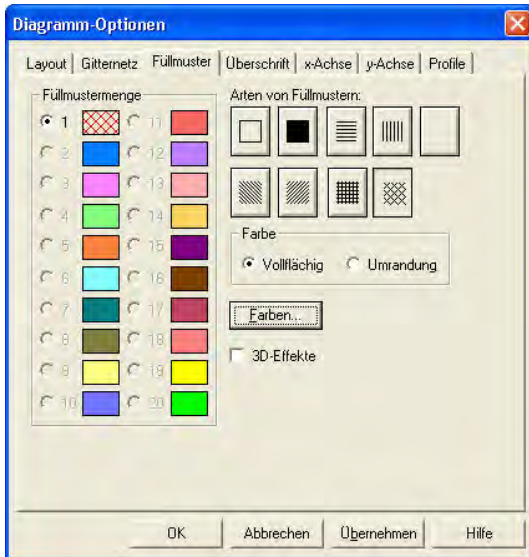 Diagramm-Optionen
Layout Gitternetz Füllmuster Überschrift x-Achse y-Achse Profile
Füllmustermenge
1 11
2 12
3 13
4 14
5 15
6 16
7 17
8 18
9 19
10 20
Arten von Füllmustern:
Farbe
Vollflächig Umrandung
Farben...
3D-Effekte
OK Abbrechen Übernehmen Hilfe